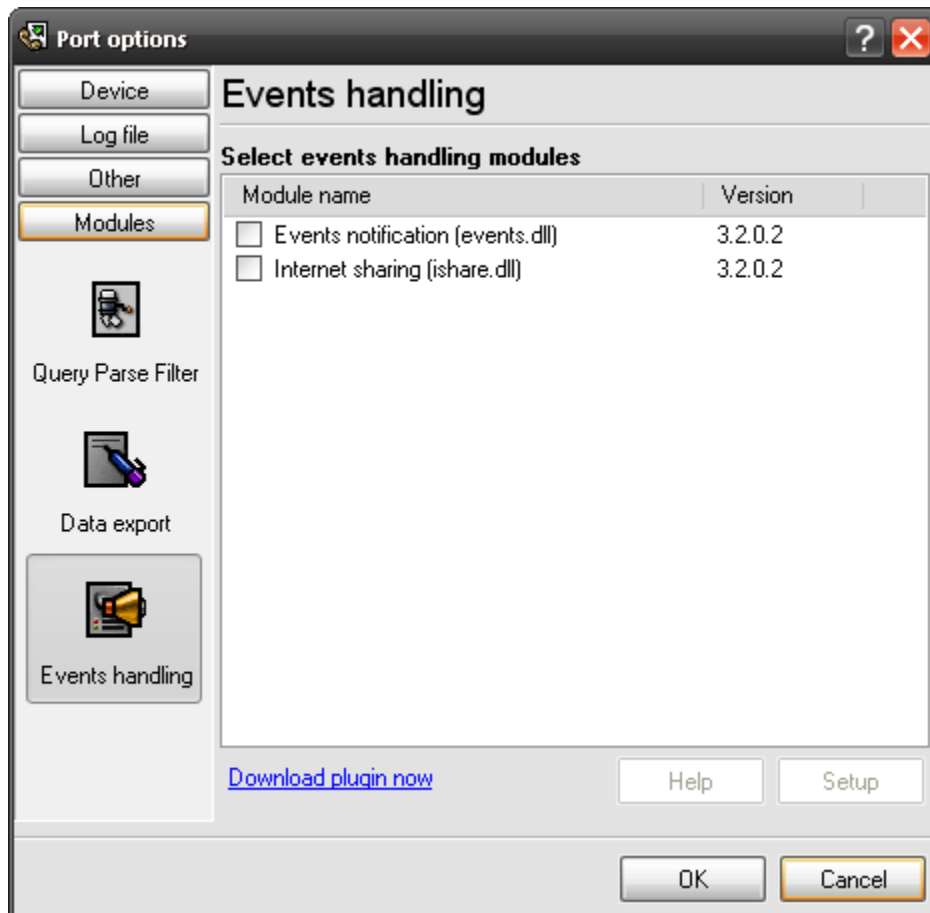 Port options
?
Device
Log file
Other
Modules
Query Parse Filter
Data export
Events handling
Events handling
Select events handling modules
Module name Version
Events notification (events.dll) 3.2.0.2
Internet sharing (ishare.dll) 3.2.0.2
Download plugin now
Help Setup
OK Cancel